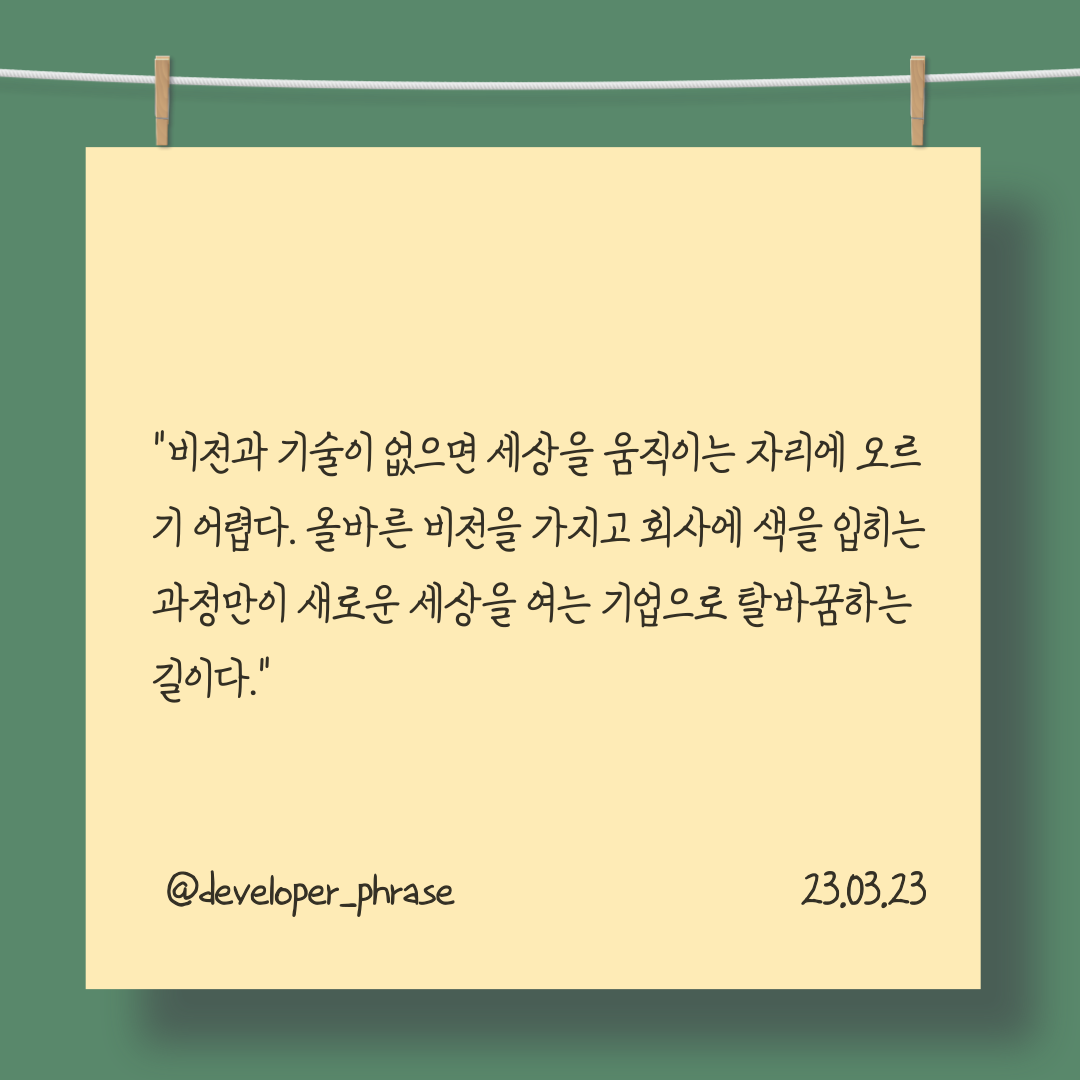 "비전과 기술이 없으면 세상을 움직이는 자리에 오르
기 어렵다. 올바른 비전을 가지고 회사에 색을 입히는
과정만이 새로운 세상을 여는 기업으로 탈바꿈하는
길이다."
@developer_phrase 23.03.23